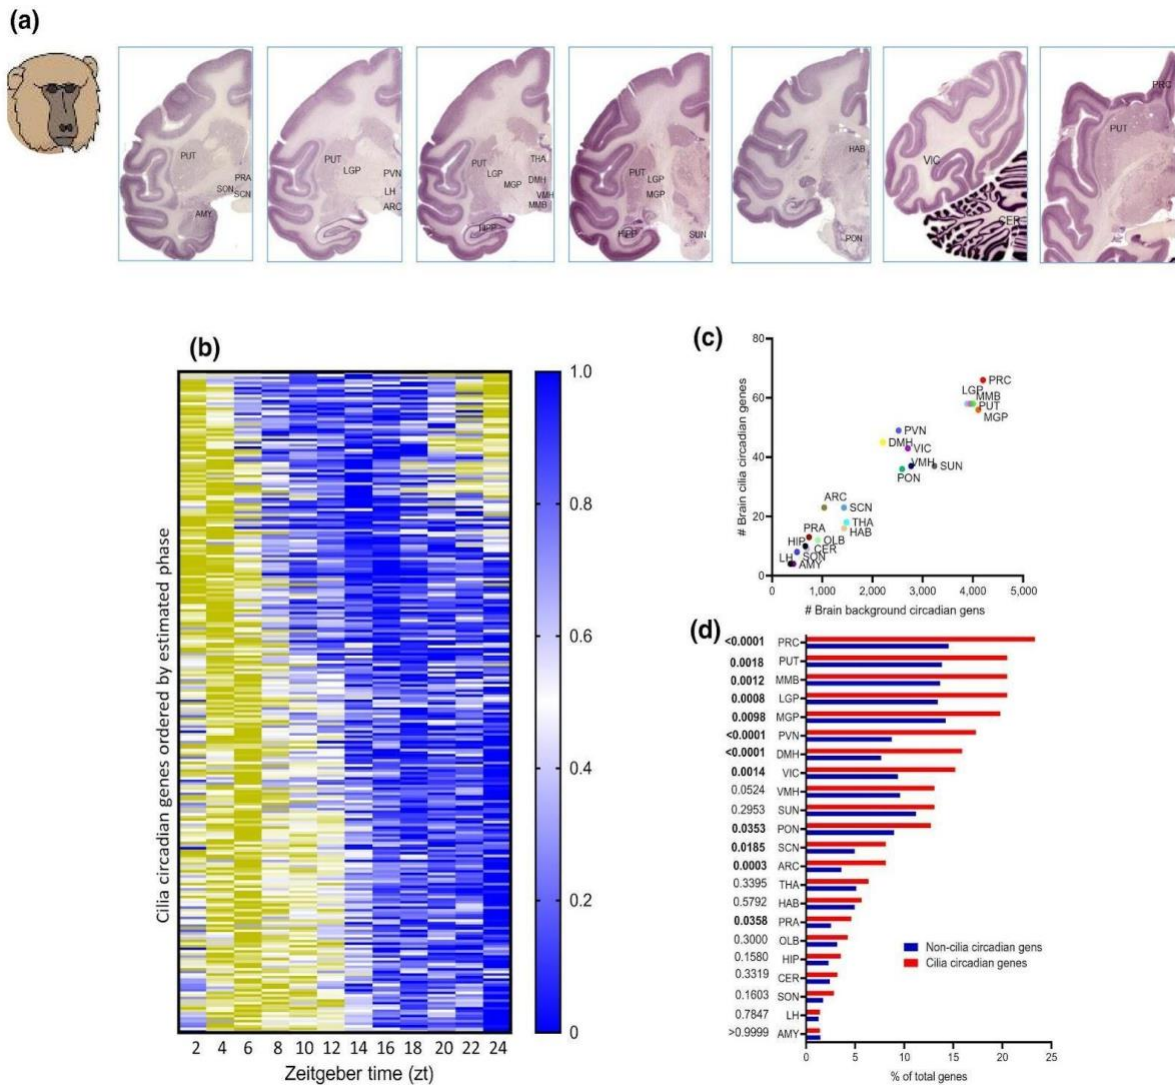 (a)
PUT
PRA
SON
SCN
AMY
PUT
LGP
PVN
LH
ARC
PUT
LGP
MGP
THA
DMH
VMH
MMB
HIP
PUT
LGP
MGP
HIP
SUN
HAB
PON
VIC
CER
PRC
PUT
(b)
Cilia circadian genes ordered by estimated phase
2 4 6 8 10 12 14 16 18 20 22 24
Zeitgeber time (zt)
1.0
0.8
0.6
0.4
0.2
0
(c)
# Brain cilia circadian genes
80
60
40
20
0
PRC
LGP
MMB
PUT
MGP
PVN
DMH
VIC
VMH
SUN
PON
ARC
SCN
THA
HAB
PRA
OLB
HIP
CER
SON
LH
AMY
0 1,000 2,000 3,000 4,000 5,000
# Brain background circadian gens
(d)
<0.0001 PRC
0.0018 PUT
0.0012 MMB
0.0008 LGP
0.0098 MGP
<0.0001 PVN
<0.0001 DMH
0.0014 VIC
0.0524 VMH
0.2953 SUN
0.0353 PON
0.0185 SCN
0.0003 ARC
0.3395 THA
0.5792 HAB
0.0358 PRA
0.3000 OLB
0.1580 HIP
0.3319 CER
0.1603 SON
0.7847 LH
>0.9999 AMY
Non-cilia circadian gens
Cilia circadian genes
0 5 10 15 20 25
% of total genes